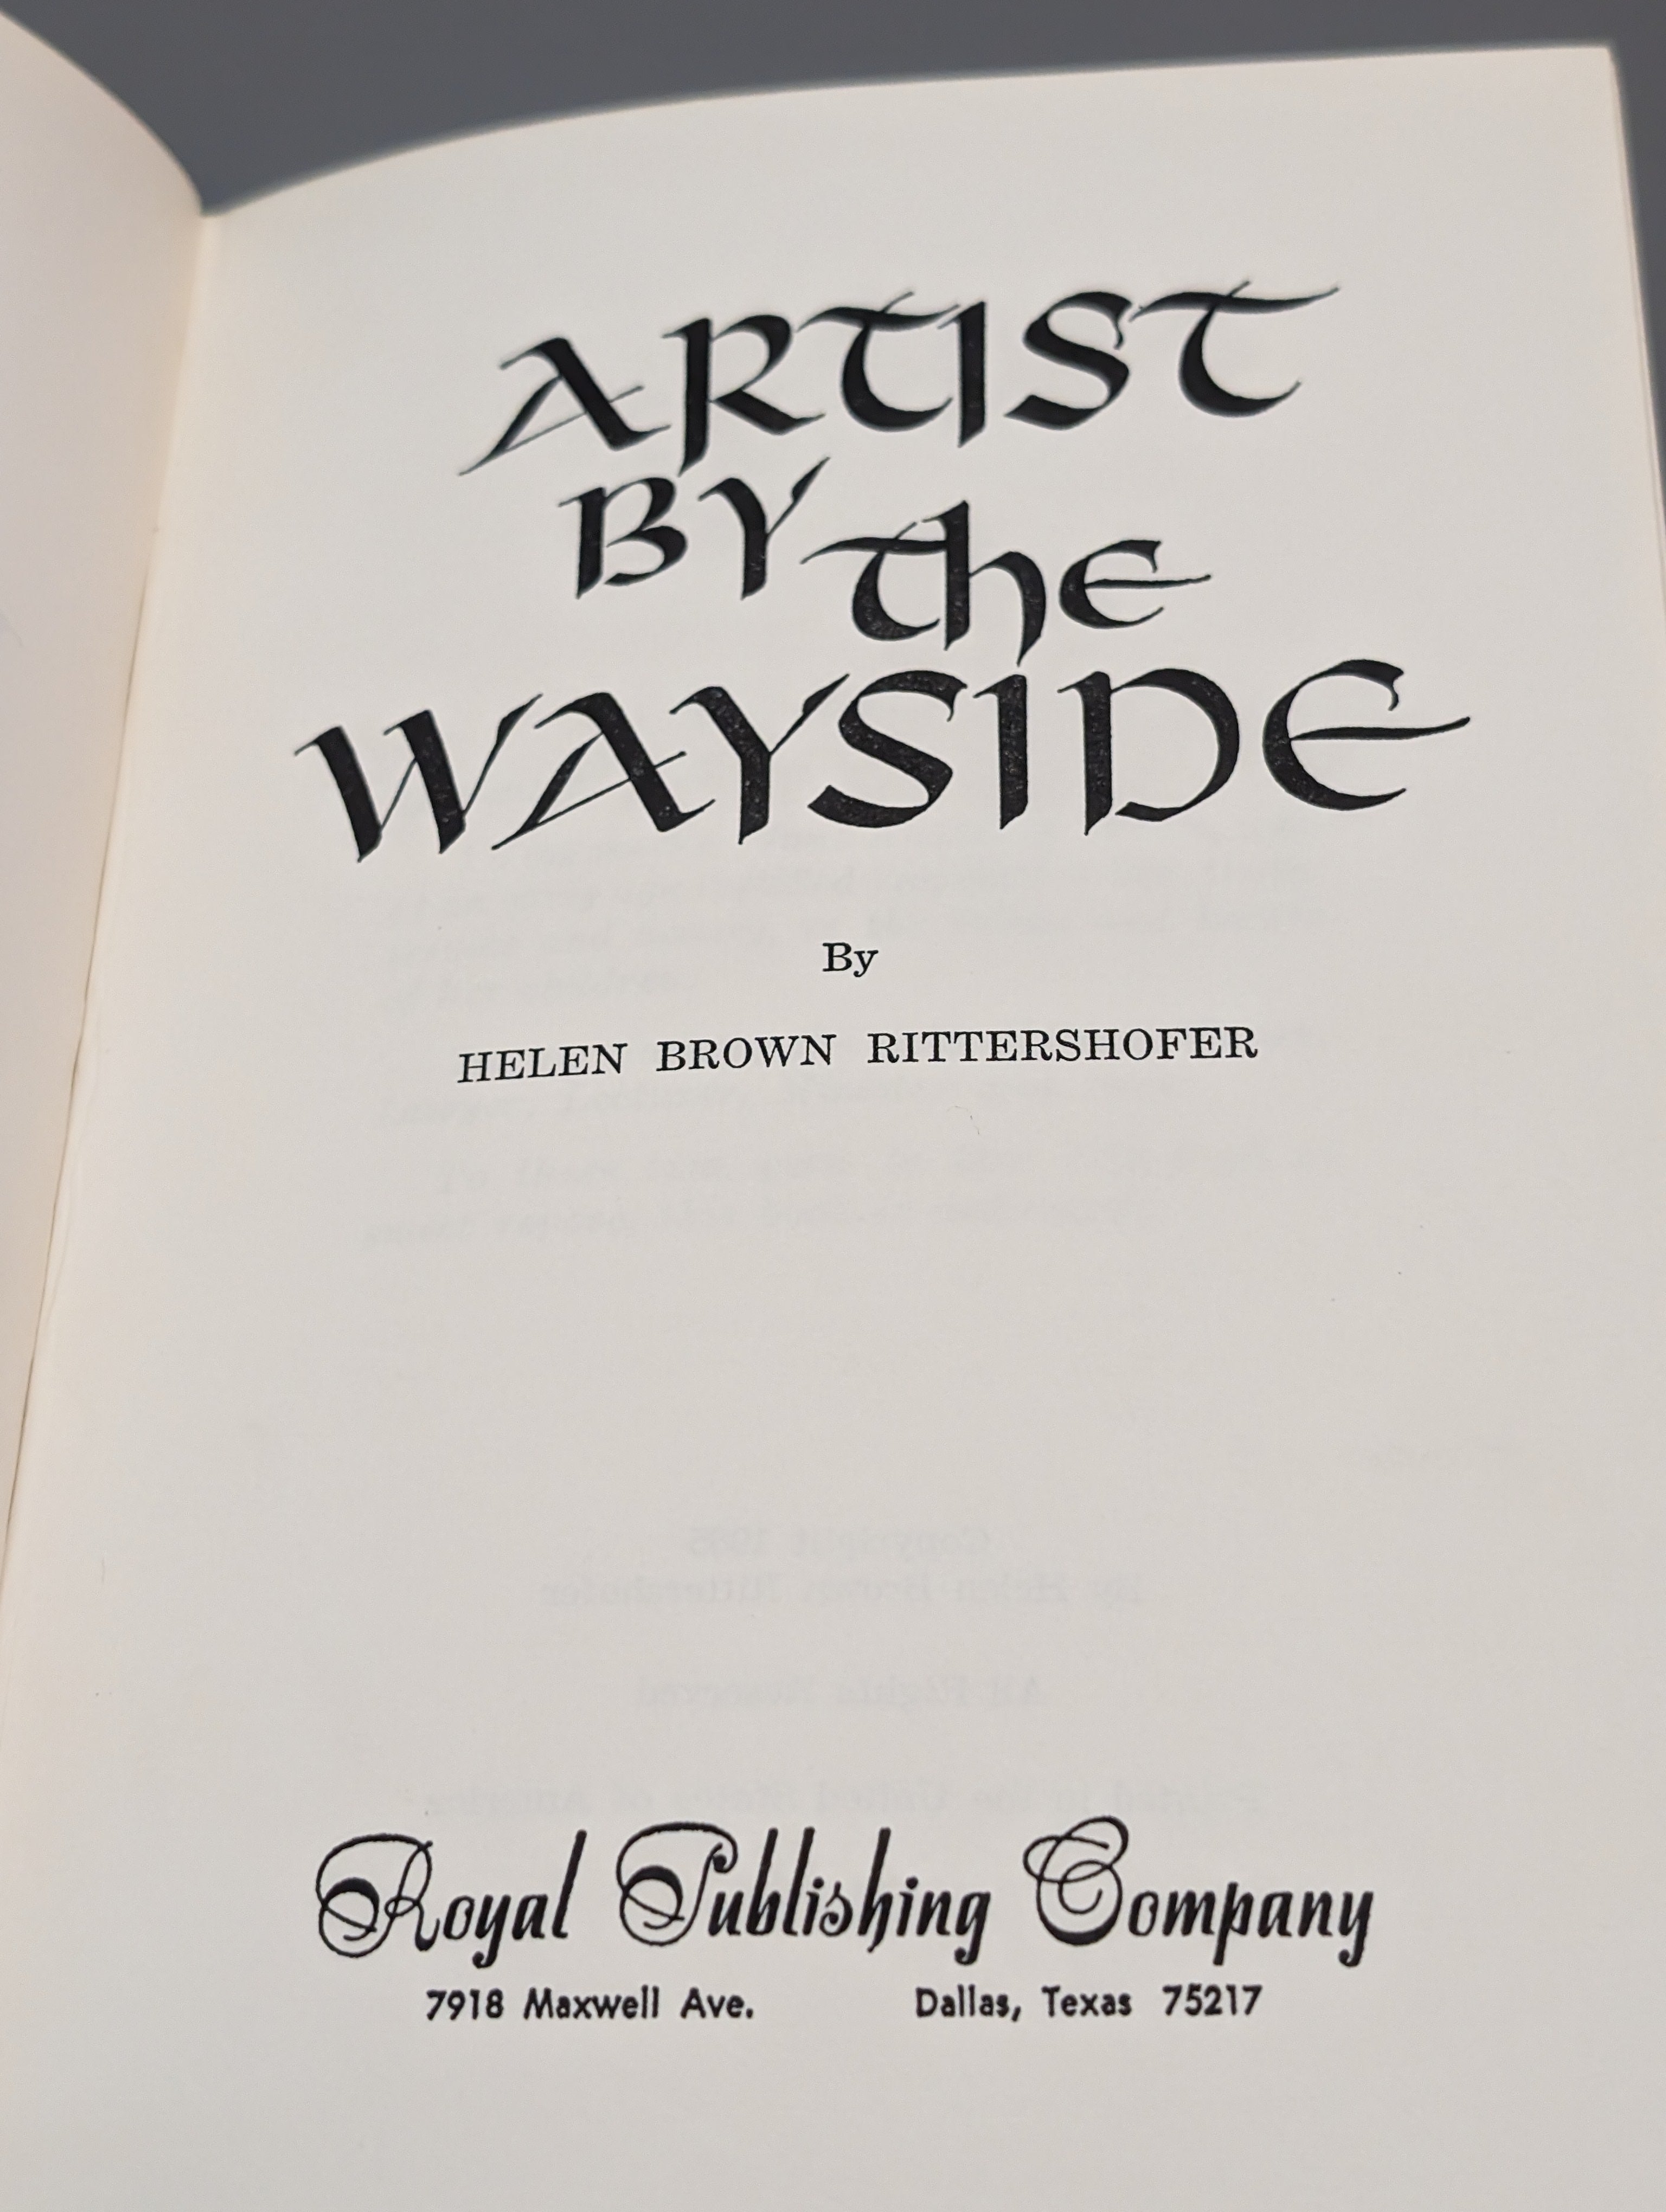 ARTIST
BY the
WAYSIDE
By
HELEN BROWN RITTERSHOFER
Royal Publishing Company
7918 Maxwell Ave. Dallas, Texas 75217